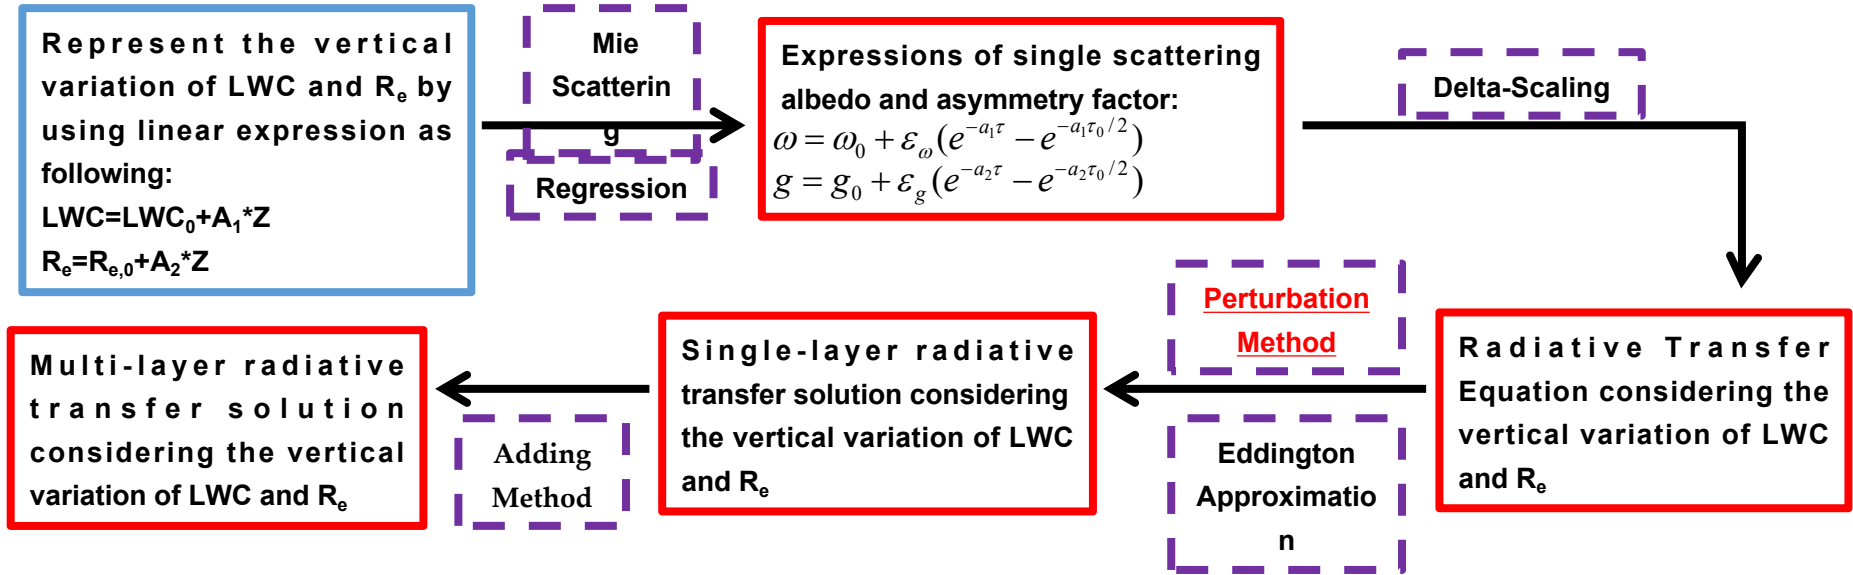 Represent the vertical
variation of LWC and Re by
using linear expression as
following:
LWC=LWC0+A1*Z
Re=Re,0+A2*Z
Mie
Scatterin
g
Regression
Expressions of single scattering
albedo and asymmetry factor:
ω = ω0 + εω(e^{-a1τ} − e^{-a1τ0/2})
g = g0 + εg(e^{-a2τ} − e^{-a2τ0/2})
Delta-Scaling
Radiative Transfer
Equation considering the
vertical variation of LWC
and Re
Perturbation
Method
Eddington
Approximatio
n
Single-layer radiative
transfer solution considering
the vertical variation of LWC
and Re
Adding
Method
Multi-layer radiative
transfer solution
considering the vertical
variation of LWC and Re